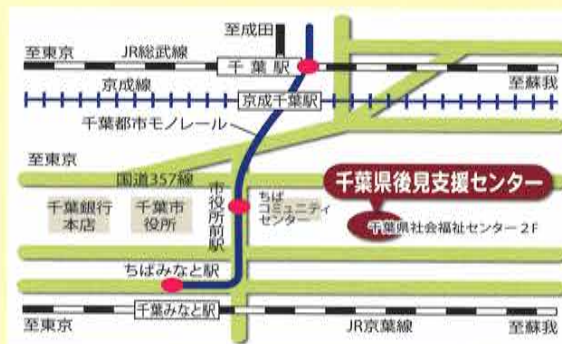 至成田
至東京
JR総武線
千葉駅
至蘇我
京成線
京成千葉駅
千葉都市モノレール
至東京
国道357線
千葉県後見支援センター
千葉県社会福祉センター2F
市役所前駅
ちば
コミュニティ
センター
千葉銀行
本店
千葉市
役所
ちばみなと駅
千葉みなと駅
至東京
JR京葉線
至蘇我